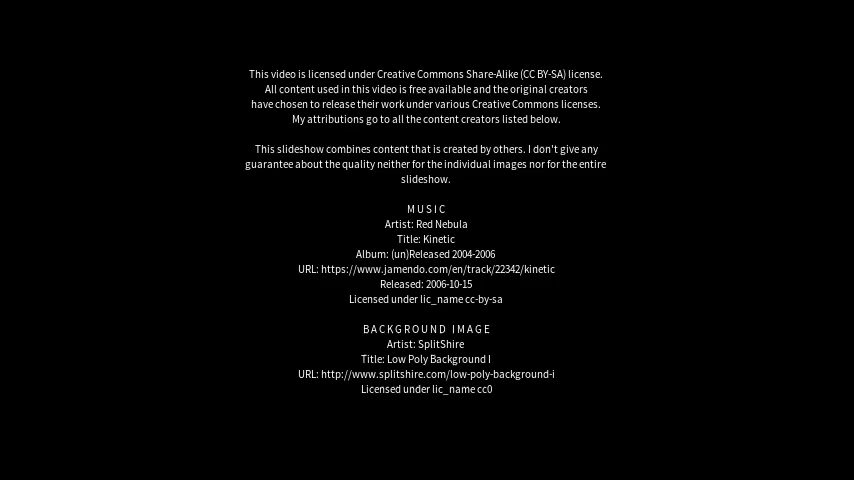 This video is licensed under Creative Commons Share-Alike (CC BY-SA) license.
All content used in this video is free available and the original creators
have chosen to release their work under various Creative Commons licenses.
My attributions go to all the content creators listed below.
This slideshow combines content that is created by others. I don't give any
guarantee about the quality neither for the individual images nor for the entire
slideshow.
MUSIC
Artist: Red Nebula
Title: Kinetic
Album: (un)Released 2004-2006
URL: https://www.jamendo.com/en/track/22342/kinetic
Released: 2006-10-15
Licensed under lic_name cc-by-sa
BACKGROUND IMAGE
Artist: SplitShire
Title: Low Poly Background I
URL: http://www.splitshire.com/low-poly-background-i
Licensed under lic_name cc0